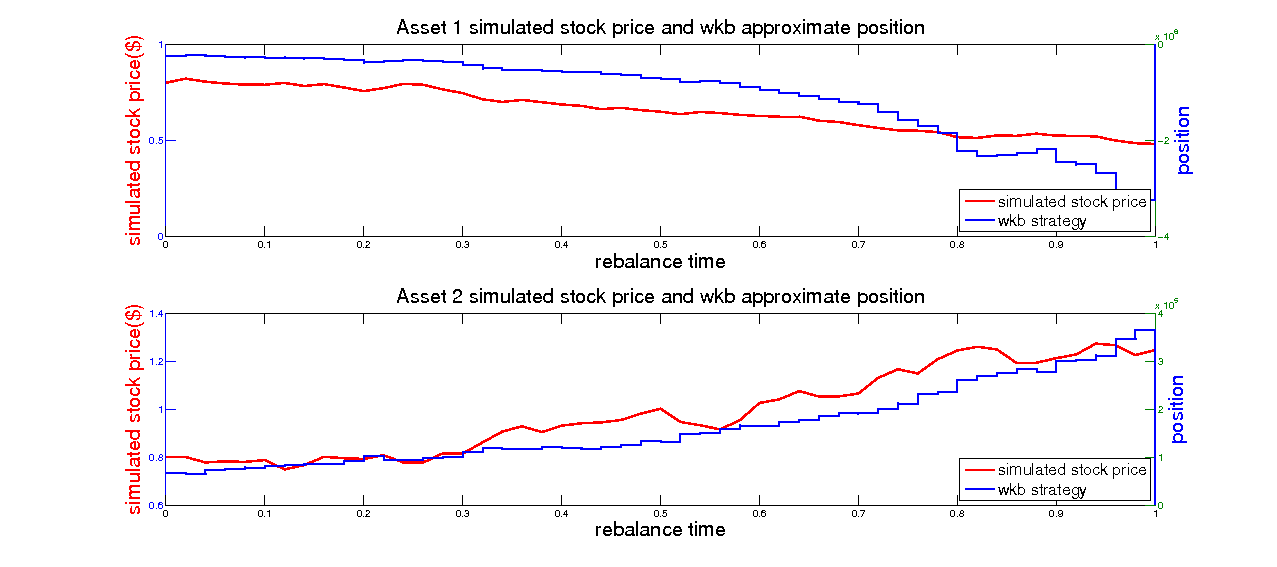 Asset 1 simulated stock price and wkb approximate position
x 10^6
simulated stock price($)
1
0.5
0
0
-2
-4
position
simulated stock price
wkb strategy
0 0.1 0.2 0.3 0.4 0.5 0.6 0.7 0.8 0.9 1
rebalance time
Asset 2 simulated stock price and wkb approximate position
x 10^5
simulated stock price($)
1.4
1.2
1
0.8
0.6
4
3
2
1
0
position
simulated stock price
wkb strategy
0 0.1 0.2 0.3 0.4 0.5 0.6 0.7 0.8 0.9 1
rebalance time